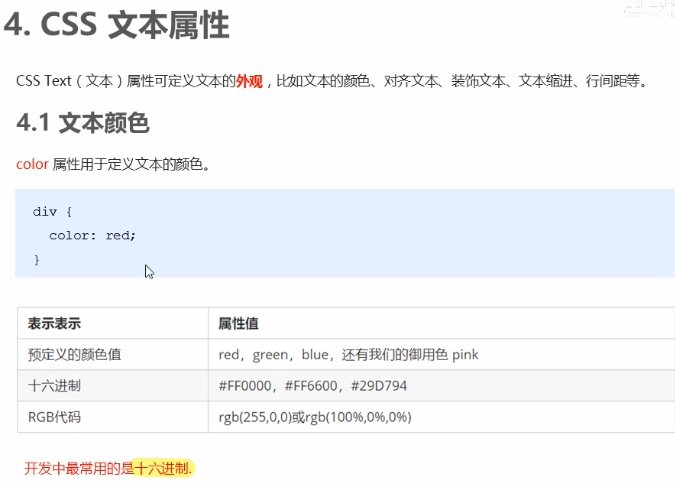 4. CSS 文本属性
CSS Text（文本）属性可定义文本的外观，比如文本的颜色、对齐文本、装饰文本、文本缩进、行间距等。
4.1 文本颜色
color 属性用于定义文本的颜色。
div {
color: red;
}
表示表示 属性值
预定义的颜色值 red，green，blue，还有我们的御用色 pink
十六进制 #FF0000，#FF6600，#29D794
RGB代码 rgb(255,0,0)或rgb(100%,0%,0%)
开发中最常用的是十六进制.